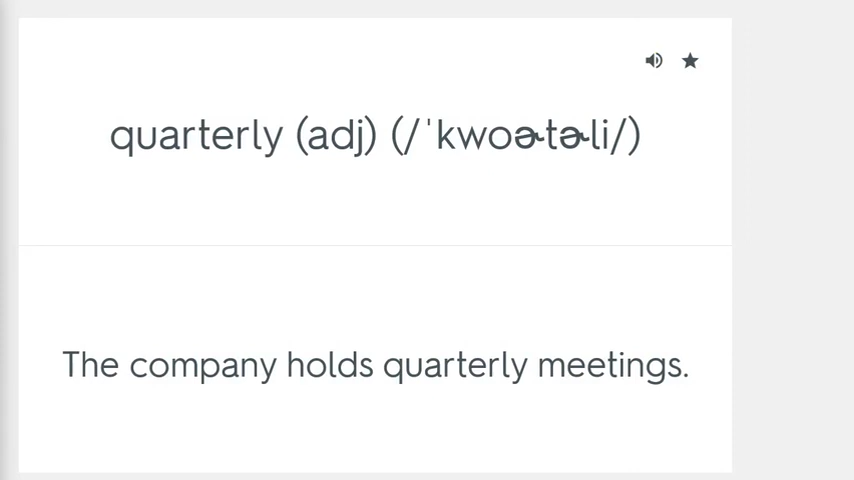 quarterly (adj) (/ˈkwoɚtɚli/)
The company holds quarterly meetings.